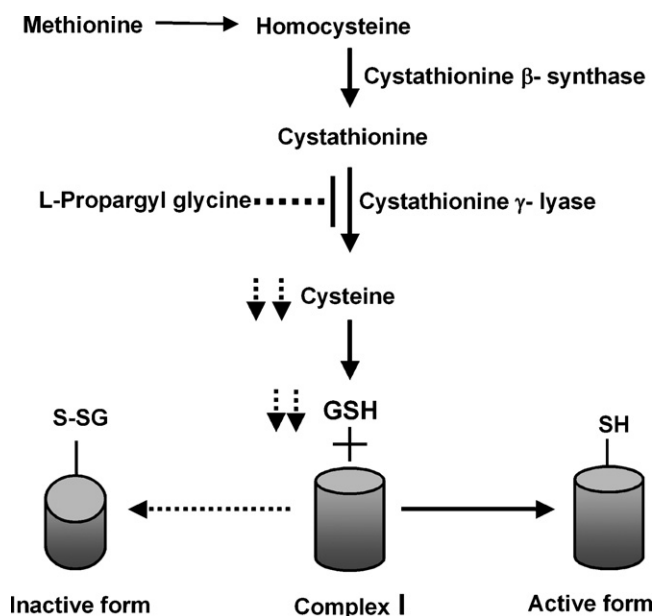 Methionine
Homocysteine
Cystathionine β- synthase
Cystathionine
L-Propargyl glycine
Cystathionine γ- lyase
Cysteine
GSH
S-SG
SH
Inactive form
Complex I
Active form